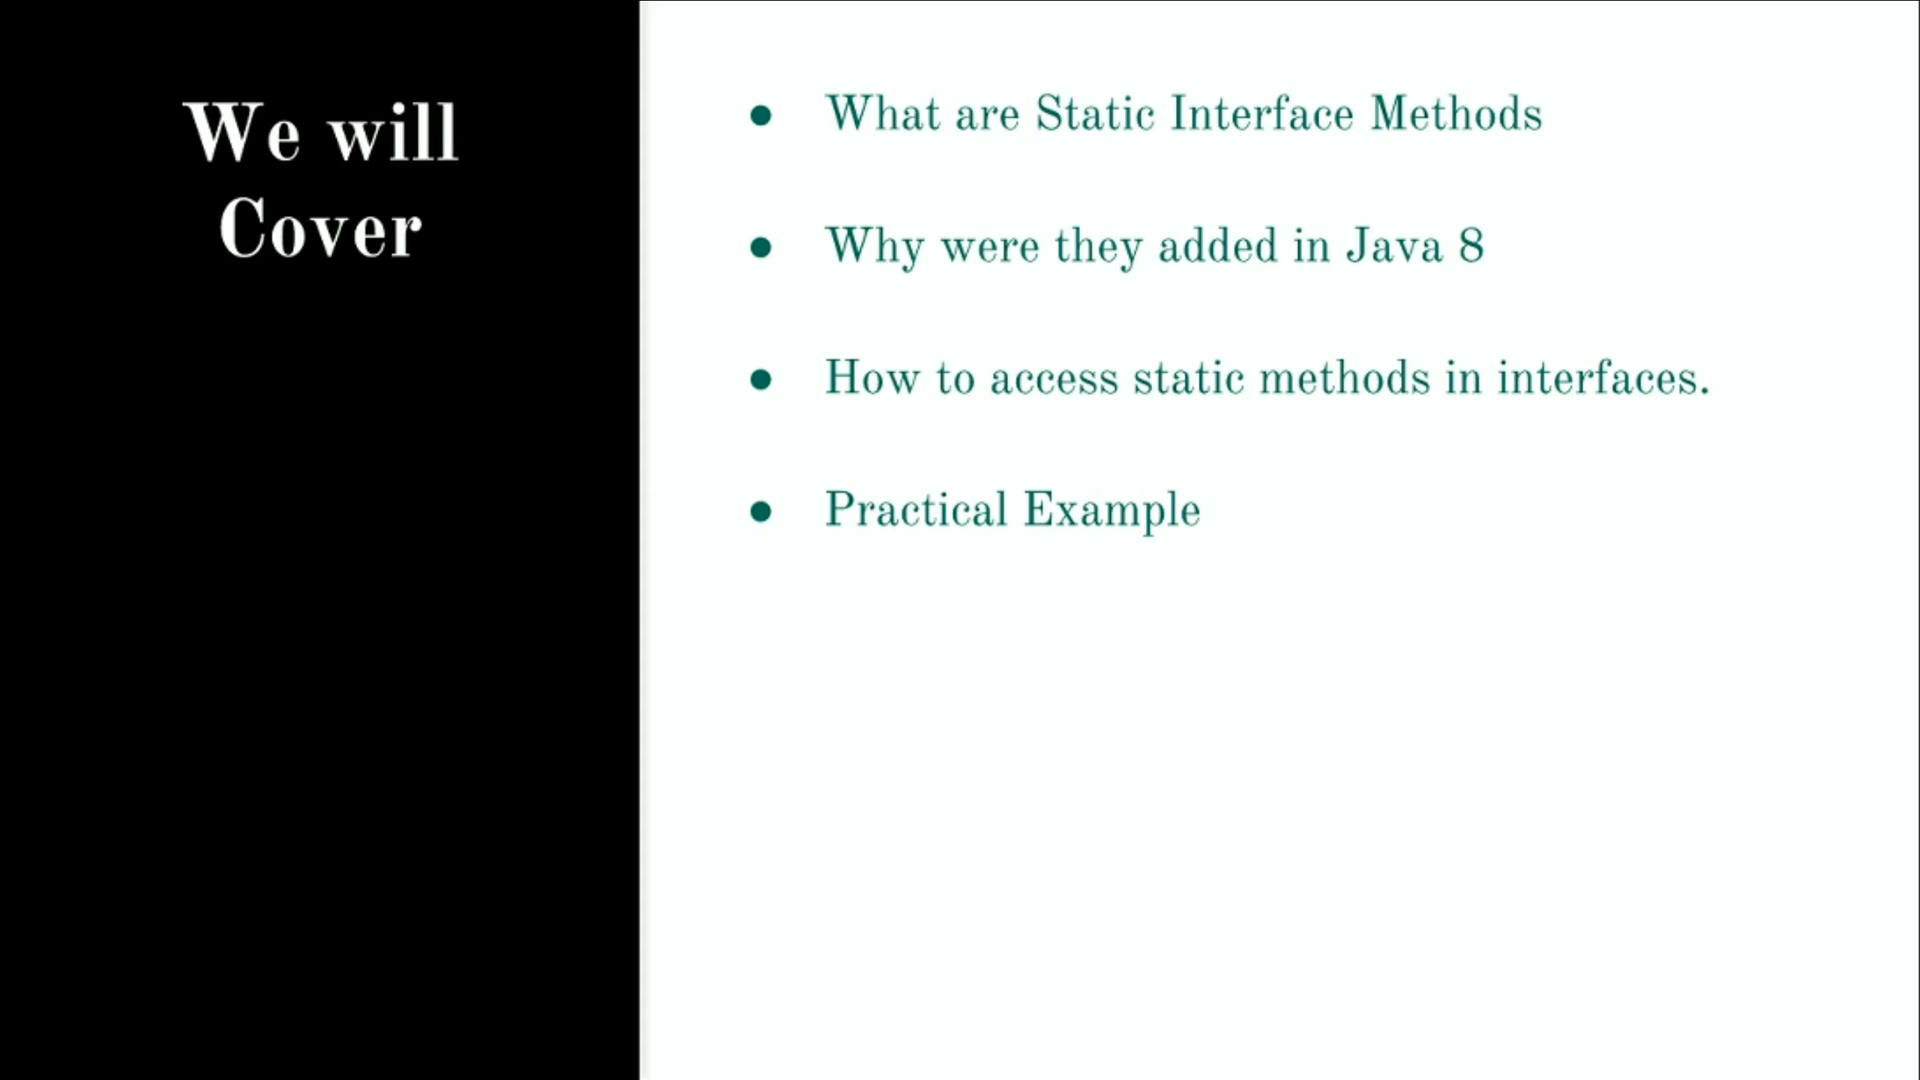 We will
Cover
● What are Static Interface Methods
● Why were they added in Java 8
● How to access static methods in interfaces.
● Practical Example